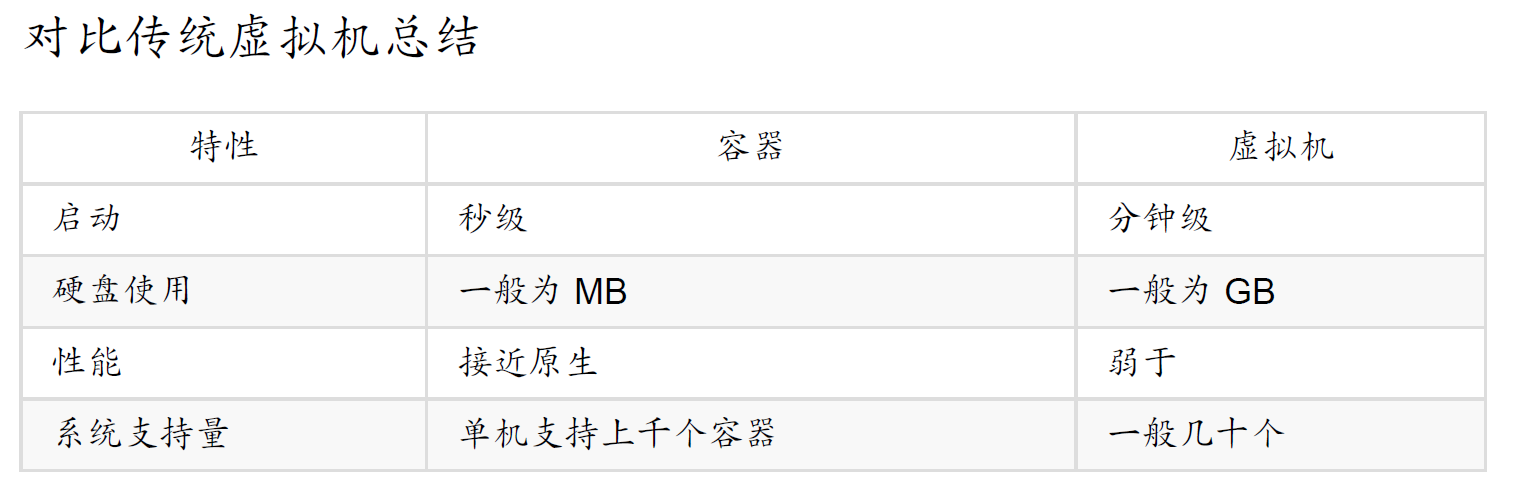 对比传统虚拟机总结
特性 容器 虚拟机
启动 秒级 分钟级
硬盘使用 一般为 MB 一般为 GB
性能 接近原生 弱于
系统支持量 单机支持上千个容器 一般几十个